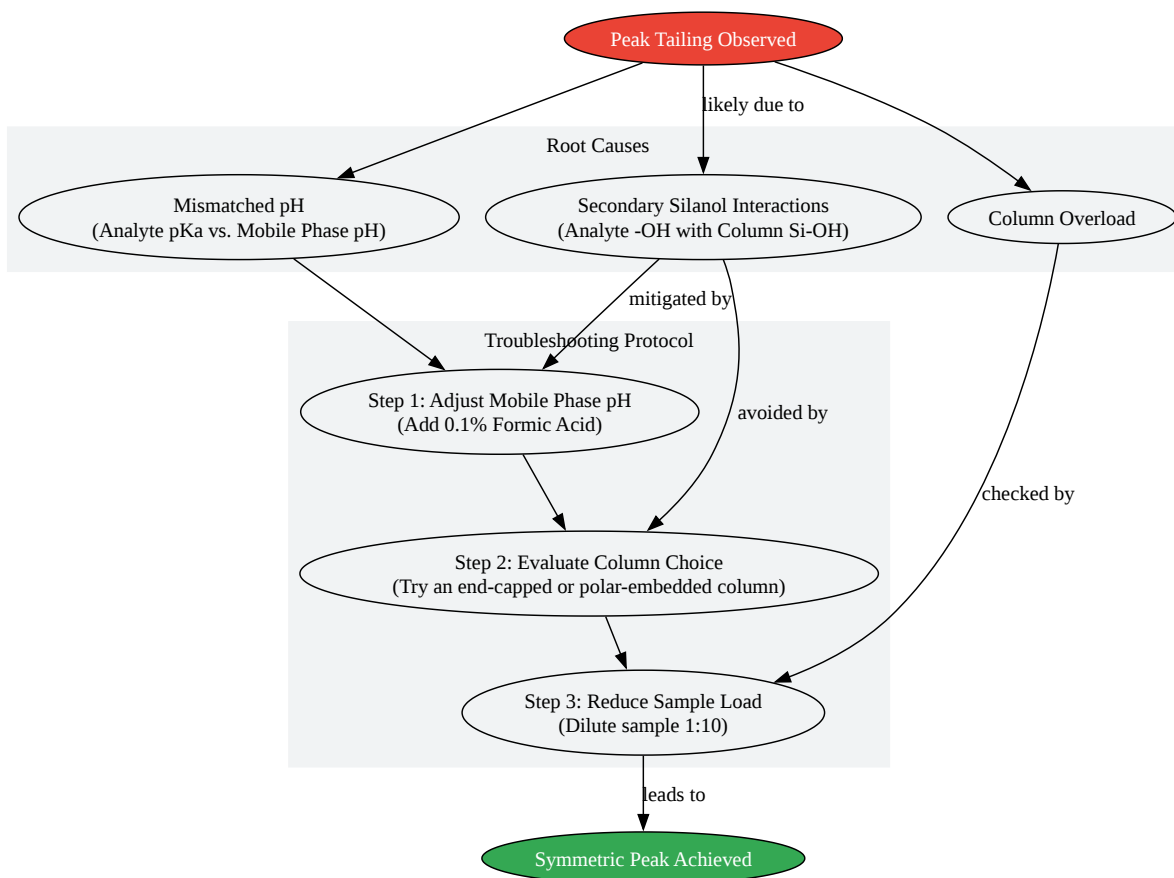 Peak Tailing Observed
likely due to
Root Causes
Mismatched pH
(Analyte pKa vs. Mobile Phase pH)
Secondary Silanol Interactions
(Analyte -OH with Column Si-OH)
Column Overload
mitigated by
Troubleshooting Protocol
Step 1: Adjust Mobile Phase pH
(Add 0.1% Formic Acid)
avoided by
checked by
Step 2: Evaluate Column Choice
(Try an end-capped or polar-embedded column)
Step 3: Reduce Sample Load
(Dilute sample 1:10)
leads to
Symmetric Peak Achieved